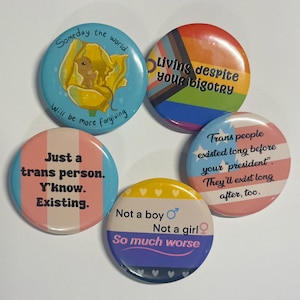 Someday the world
Will be more forgiving
Living despite
your bigotry
Just a
trans person.
Y'know.
Existing.
Trans people
existed long before
your "president".
They'll exist long
after, too.
Not a boy ♂
Not a girl ♀
So much worse